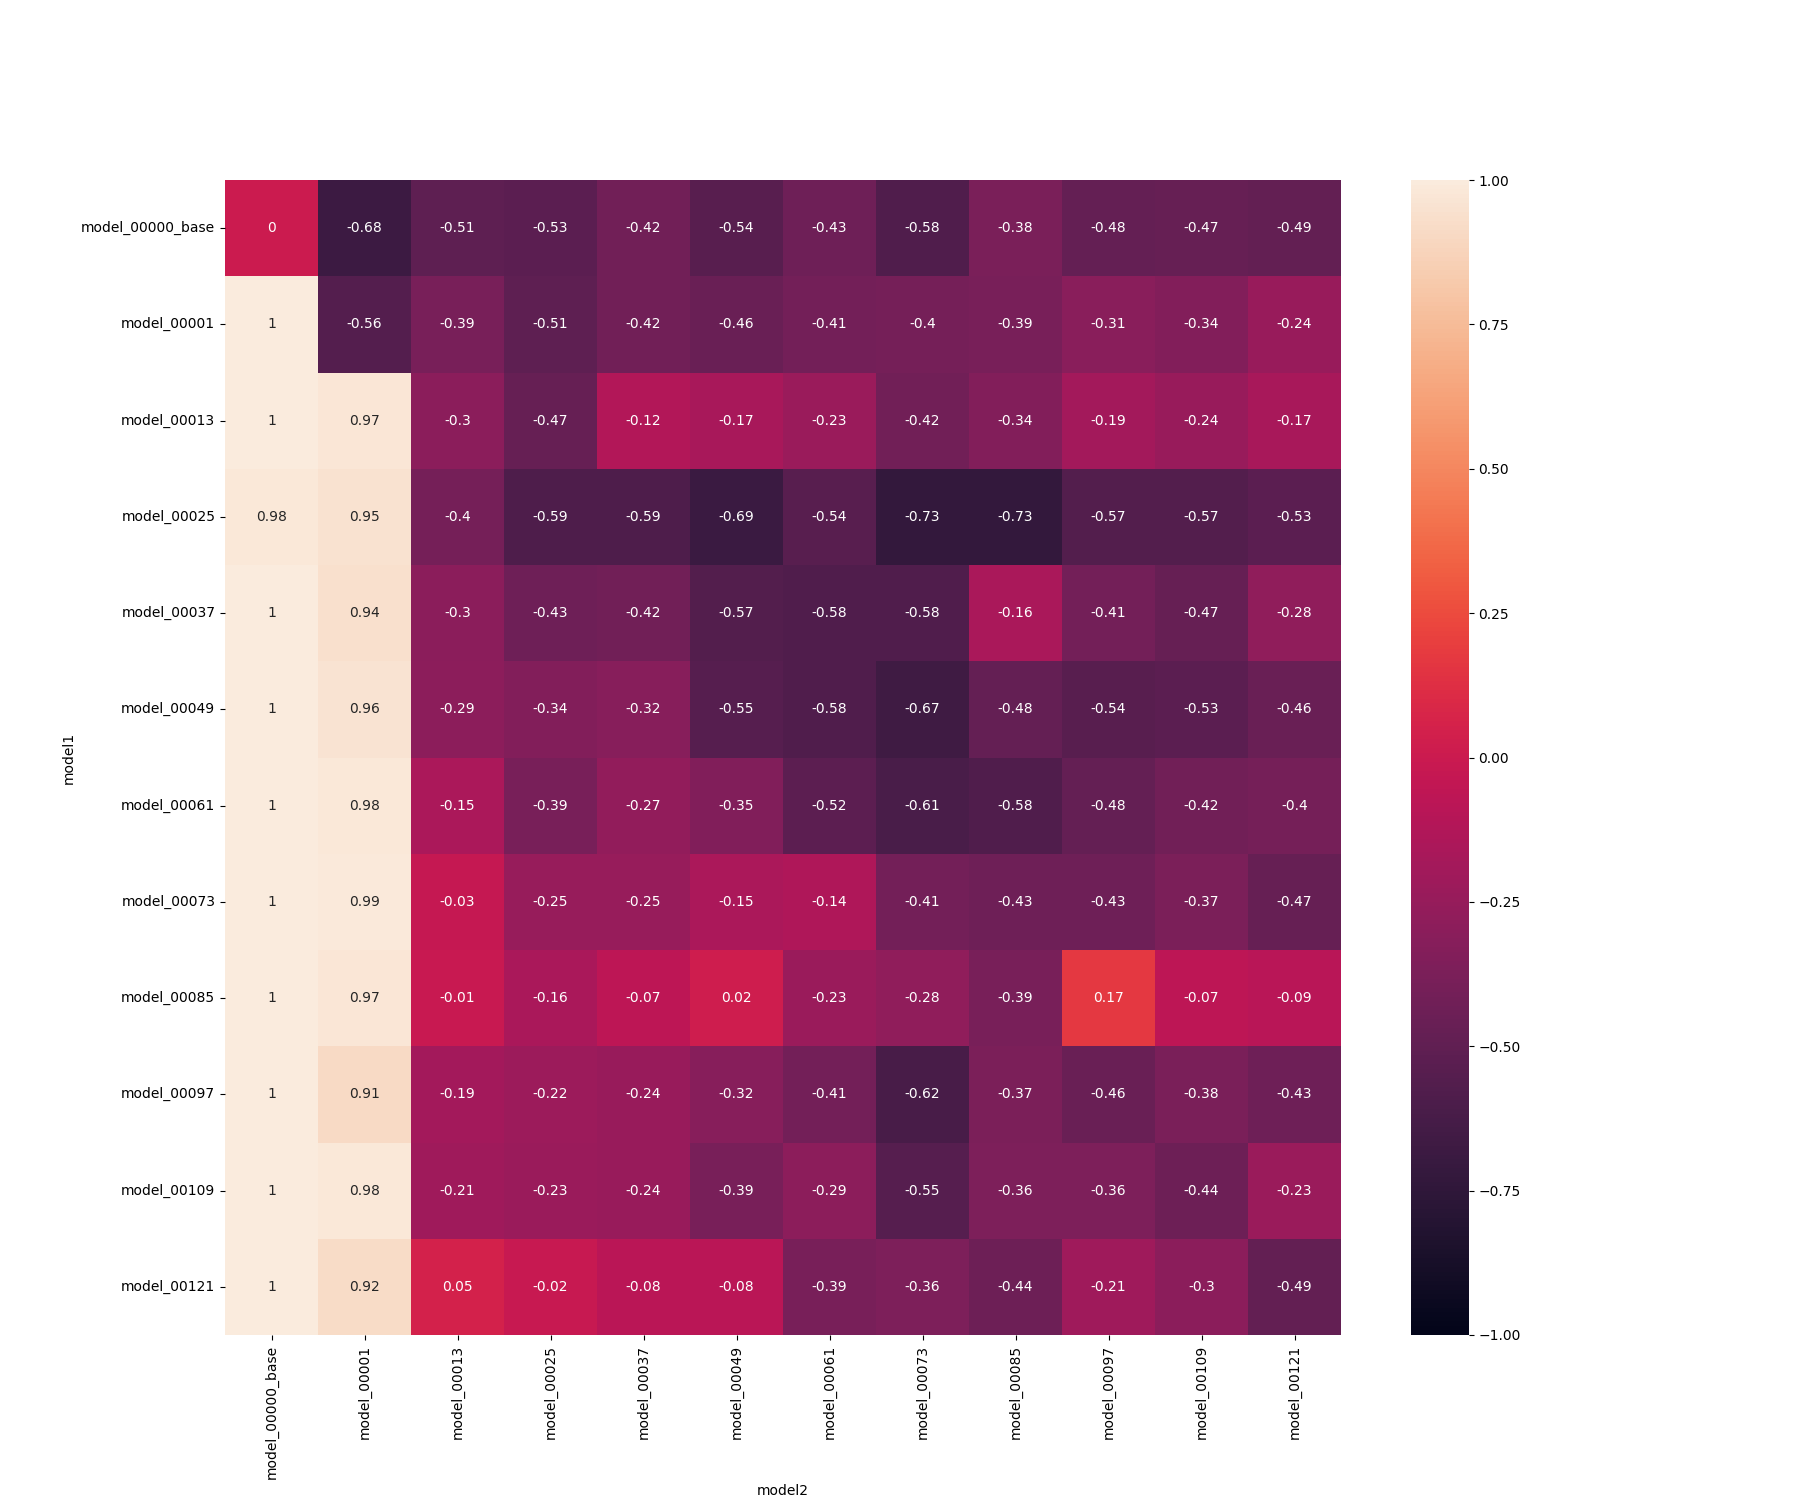 model_00000_base 0 -0.68 -0.51 -0.53 -0.42 -0.54 -0.43 -0.58 -0.38 -0.48 -0.47 -0.49
model_00001 1 -0.56 -0.39 -0.51 -0.42 -0.46 -0.41 -0.4 -0.39 -0.31 -0.34 -0.24
model_00013 1 0.97 -0.3 -0.47 -0.12 -0.17 -0.23 -0.42 -0.34 -0.19 -0.24 -0.17
model_00025 0.98 0.95 -0.4 -0.59 -0.59 -0.69 -0.54 -0.73 -0.73 -0.57 -0.57 -0.53
model_00037 1 0.94 -0.3 -0.43 -0.42 -0.57 -0.58 -0.58 -0.16 -0.41 -0.47 -0.28
model_00049 1 0.96 -0.29 -0.34 -0.32 -0.55 -0.58 -0.67 -0.48 -0.54 -0.53 -0.46
model_00061 1 0.98 -0.15 -0.39 -0.27 -0.35 -0.52 -0.61 -0.58 -0.48 -0.42 -0.4
model_00073 1 0.99 -0.03 -0.25 -0.25 -0.15 -0.14 -0.41 -0.43 -0.43 -0.37 -0.47
model_00085 1 0.97 -0.01 -0.16 -0.07 0.02 -0.23 -0.28 -0.39 0.17 -0.07 -0.09
model_00097 1 0.91 -0.19 -0.22 -0.24 -0.32 -0.41 -0.62 -0.37 -0.46 -0.38 -0.43
model_00109 1 0.98 -0.21 -0.23 -0.24 -0.39 -0.29 -0.55 -0.36 -0.36 -0.44 -0.23
model_00121 1 0.92 0.05 -0.02 -0.08 -0.08 -0.39 -0.36 -0.44 -0.21 -0.3 -0.49
model1
model_00000_base
model_00001
model_00013
model_00025
model_00037
model_00049
model_00061
model_00073
model_00085
model_00097
model_00109
model_00121
model2
1.00
0.75
0.50
0.25
0.00
−0.25
−0.50
−0.75
−1.00